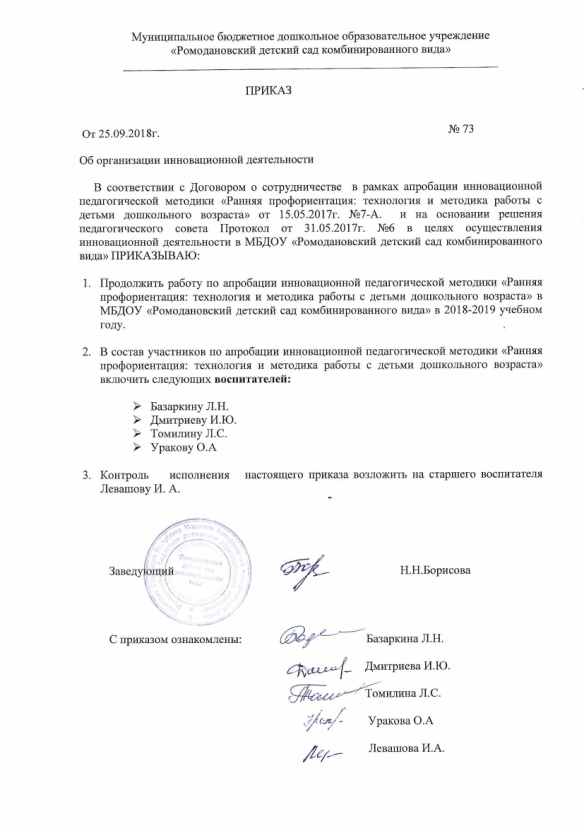 Муниципальное бюджетное дошкольное образовательное учреждение
«Ромодановский детский сад комбинированного вида»
ПРИКАЗ
От 25.09.2018г. № 73
Об организации инновационной деятельности
В соответствии с Договором о сотрудничестве в рамках апробации инновационной
педагогической методики «Ранняя профориентация: технология и методика работы с
детьми дошкольного возраста» от 15.05.2017г. №7-А. и на основании решения
педагогического совета Протокол от 31.05.2017г. №6 в целях осуществления
инновационной деятельности в МБДОУ «Ромодановский детский сад комбинированного
вида» ПРИКАЗЫВАЮ:
1. Продолжить работу по апробации инновационной педагогической методики «Ранняя
профориентация: технология и методика работы с детьми дошкольного возраста» в
МБДОУ «Ромодановский детский сад комбинированного вида» в 2018-2019 учебном
году.
2. В состав участников по апробации инновационной педагогической методики «Ранняя
профориентация: технология и методика работы с детьми дошкольного возраста»
включить следующих воспитателей:
➢ Базаркину Л.Н.
➢ Дмитриеву И.Ю.
➢ Томилину Л.С.
➢ Уракову О.А
3. Контроль исполнения настоящего приказа возложить на старшего воспитателя
Левашову И. А.
Заведующий Н.Н.Борисова
С приказом ознакомлены: Базаркина Л.Н.
Дмитриева И.Ю.
Томилина Л.С.
Уракова О.А
Левашова И.А.